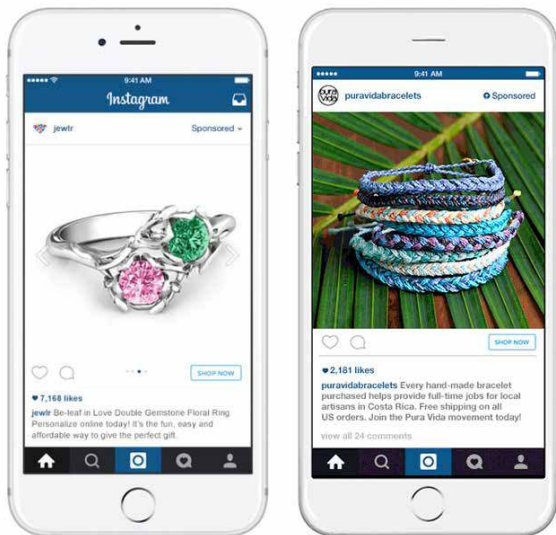 9:41 AM
Instagram
jewlr
Sponsored
SHOP NOW
7,168 likes
jewlr Be-leaf in Love Double Gemstone Floral Ring
Personalize online today! It's the fun, easy and
affordable way to give the perfect gift.
9:41 AM
pura
vida
puravidabracelets
Sponsored
SHOP NOW
2,181 likes
puravidabracelets Every hand-made bracelet
purchased helps provide full-time jobs for local
artisans in Costa Rica. Free shipping on all
US orders. Join the Pura Vida movement today!
view all 24 comments